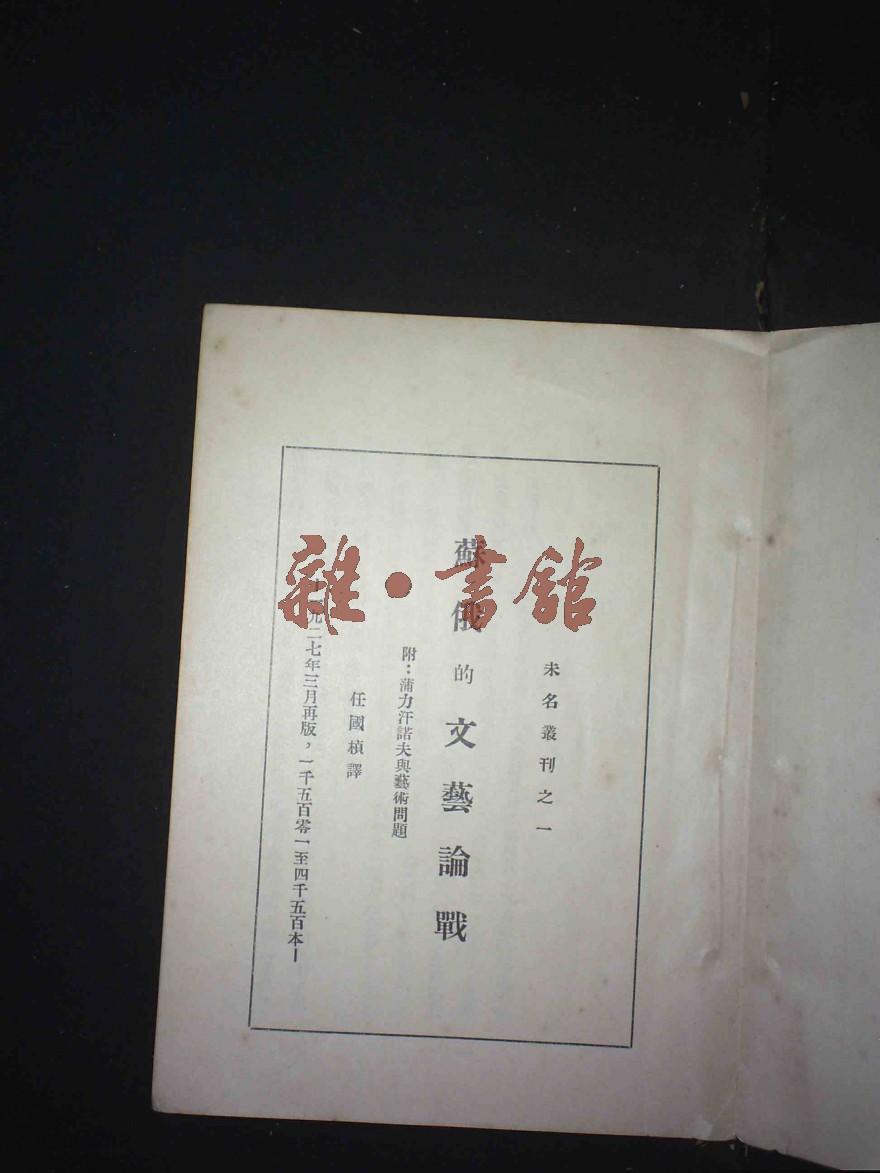 未名叢刊之一
蘇俄的文藝論戰
附：蒲力汗諾夫與藝術問題
任國楨譯
九二七年三月再版，一千五百零一至四千五百本—
雜·書館